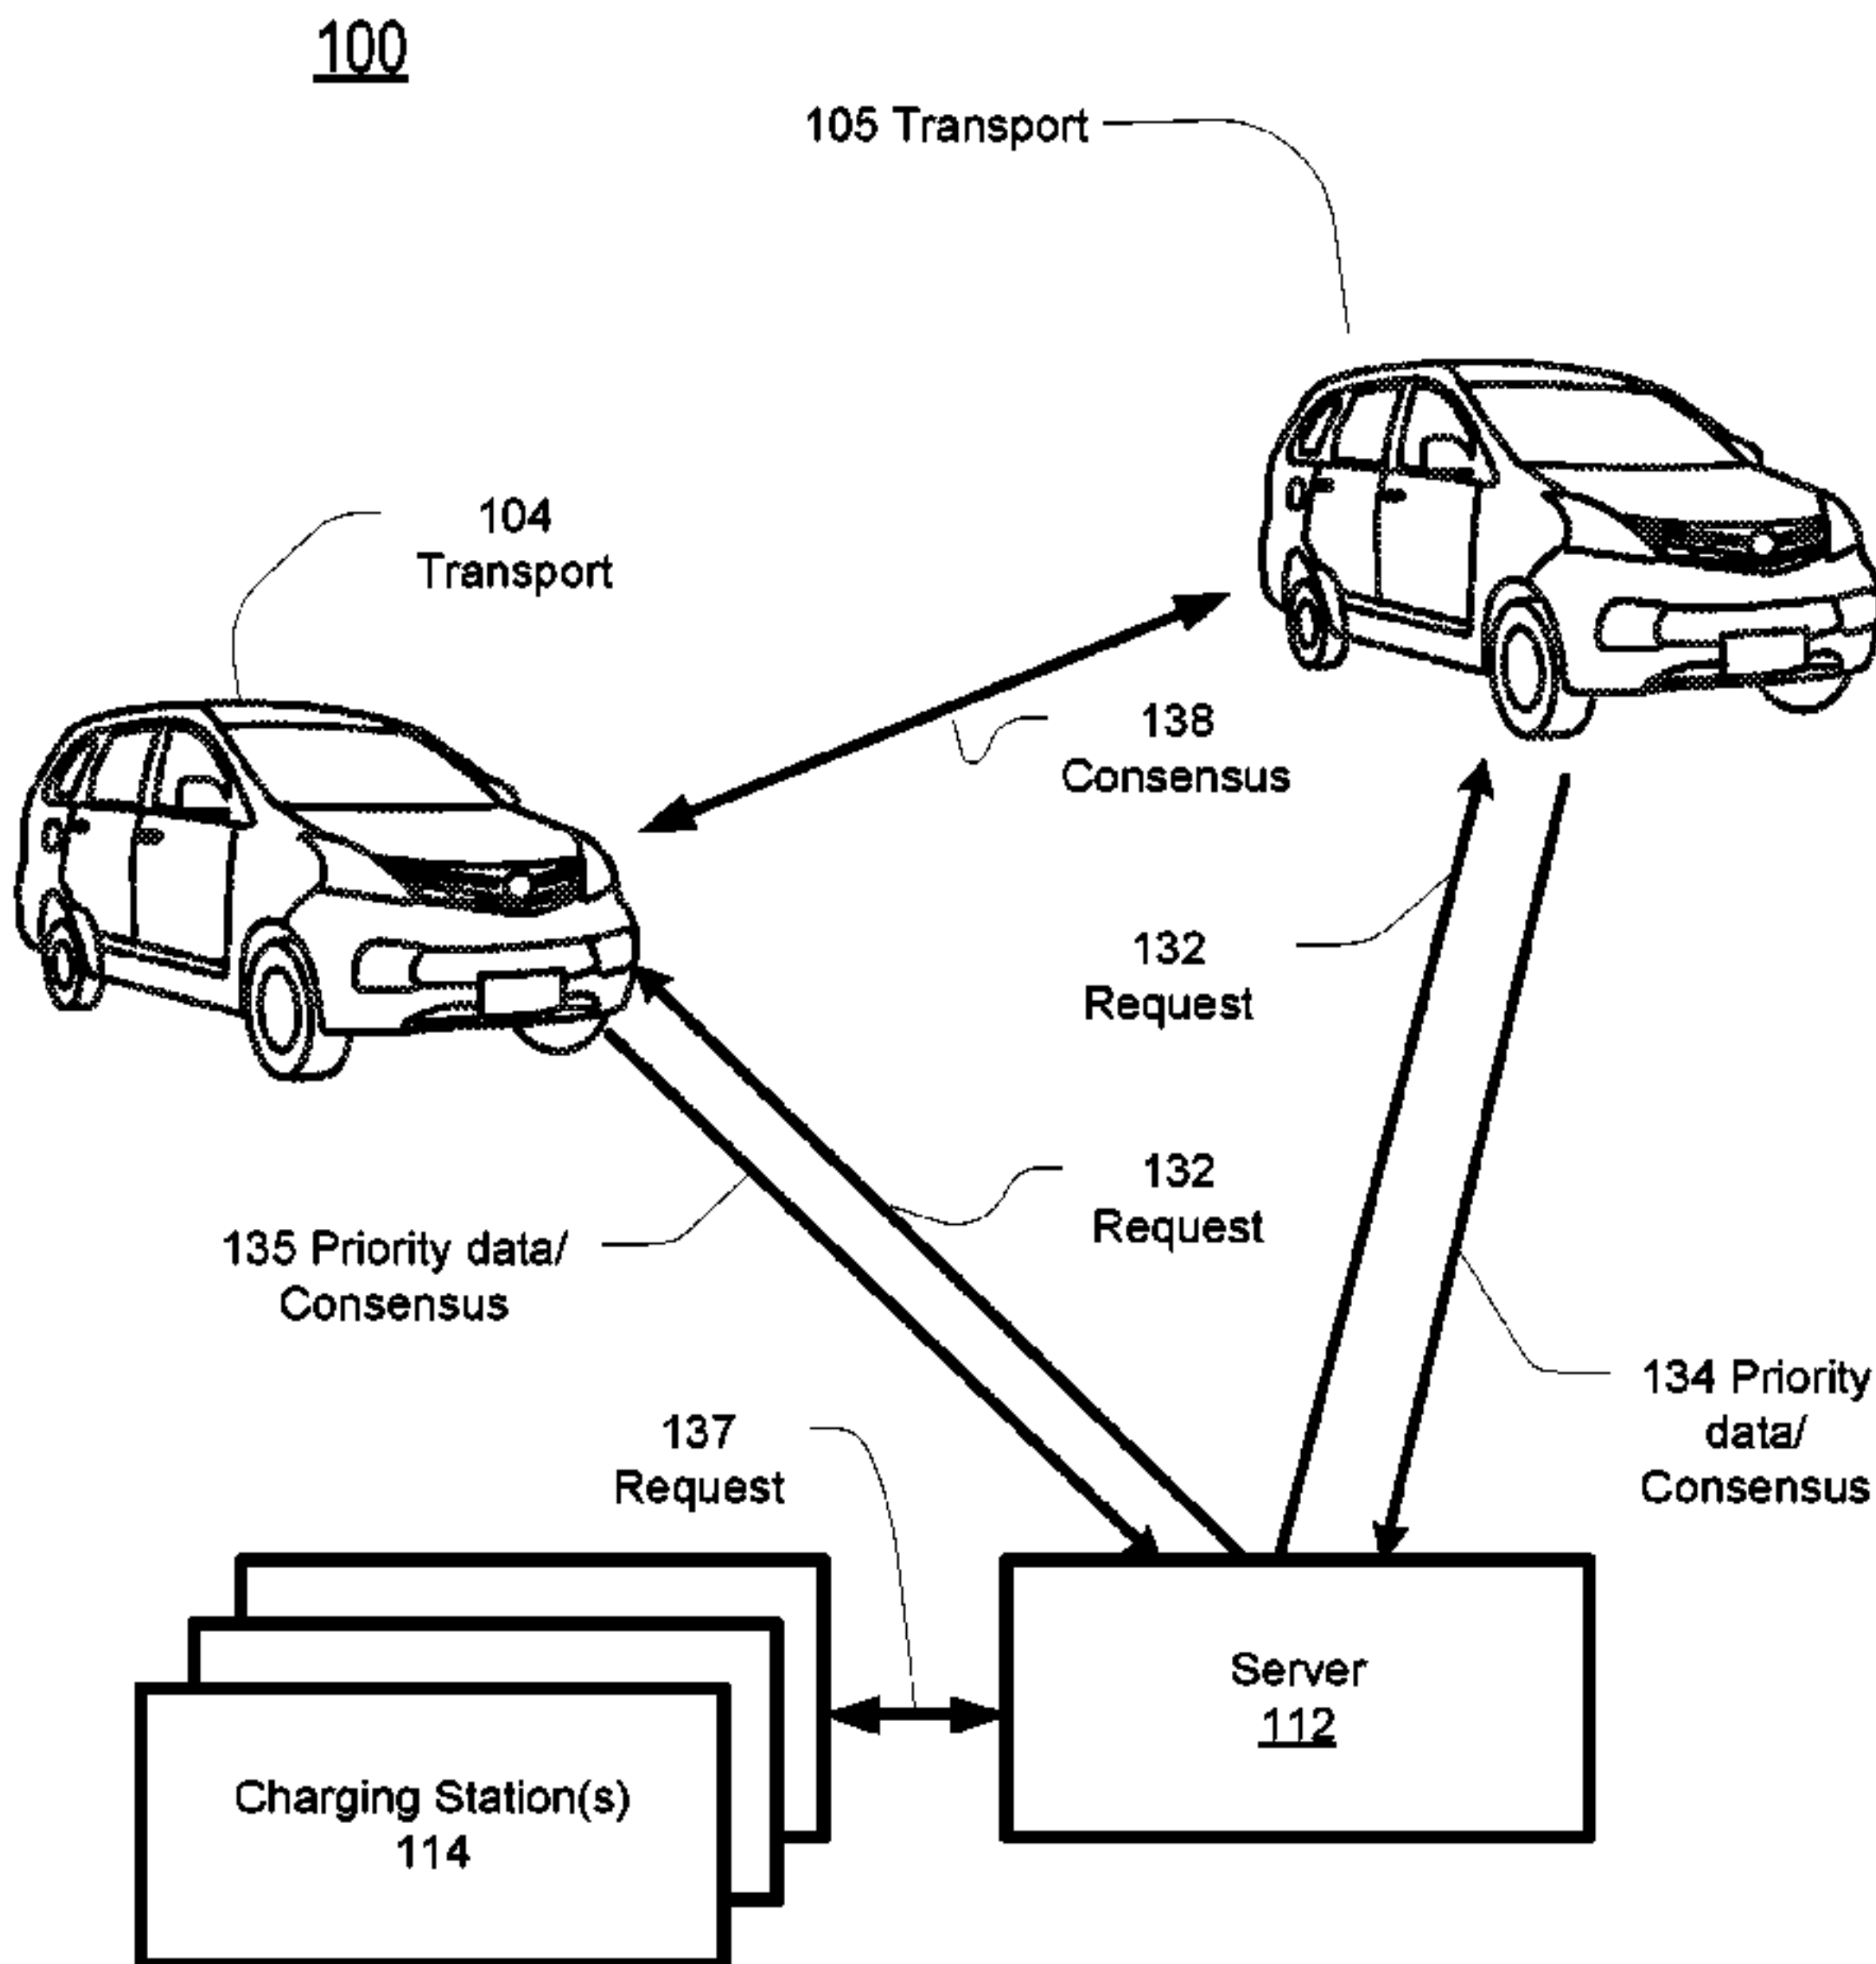 100
105 Transport
104
Transport
138
Consensus
132
Request
132
Request
135 Priority data/
Consensus
134 Priority
data/
Consensus
137
Request
Server
112
Charging Station(s)
114